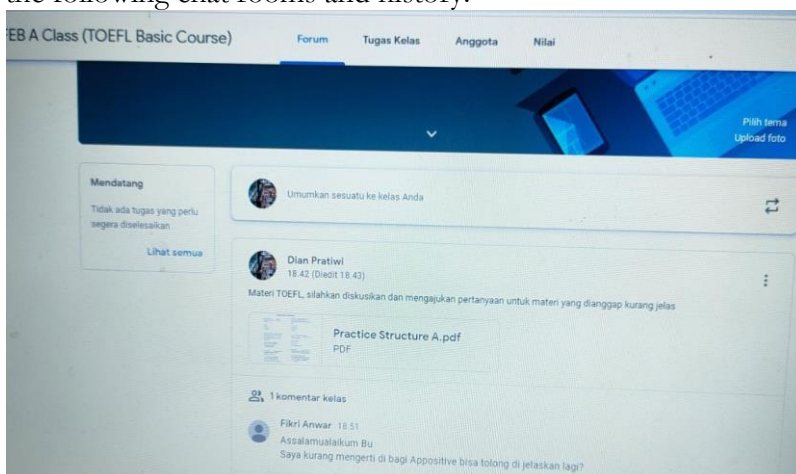 the following chat rooms and history.
FEB A Class (TOEFL Basic Course)
Forum
Tugas Kelas
Anggota
Nilai
Pilih tema
Upload foto
Mendatang
Tidak ada tugas yang perlu
segera diselesaikan
Lihat semua
Umumkan sesuatu ke kelas Anda
Dian Pratiwi
18.42 (Diedit 18.43)
Materi TOEFL, silahkan diskusikan dan mengajukan pertanyaan untuk materi yang dianggap kurang jelas
Practice Structure A.pdf
PDF
1 komentar kelas
Fikri Anwar 18.51
Assalamualaikum Bu
Saya kurang mengerti di bagi Appositive bisa tolong di jelaskan lagi?